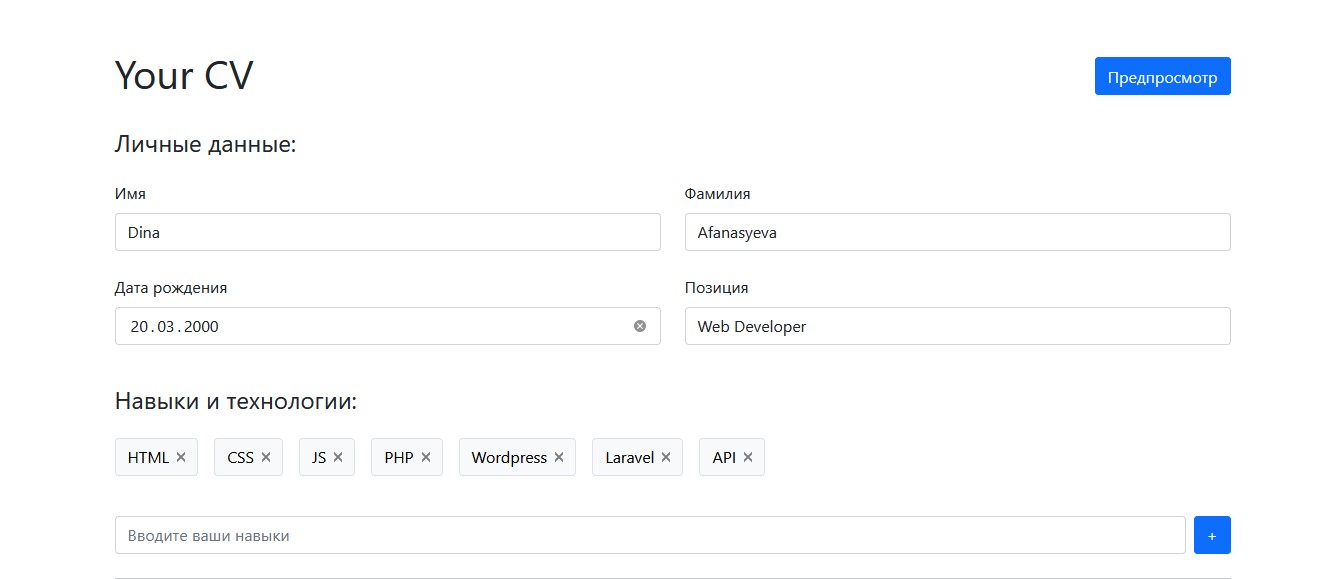 Your CV
Предпросмотр
Личные данные:
Имя
Фамилия
Dina
Afanasyeva
Дата рождения
Позиция
20.03.2000
Web Developer
Навыки и технологии:
HTML × CSS × JS × PHP × Wordpress × Laravel × API ×
Вводите ваши навыки
+